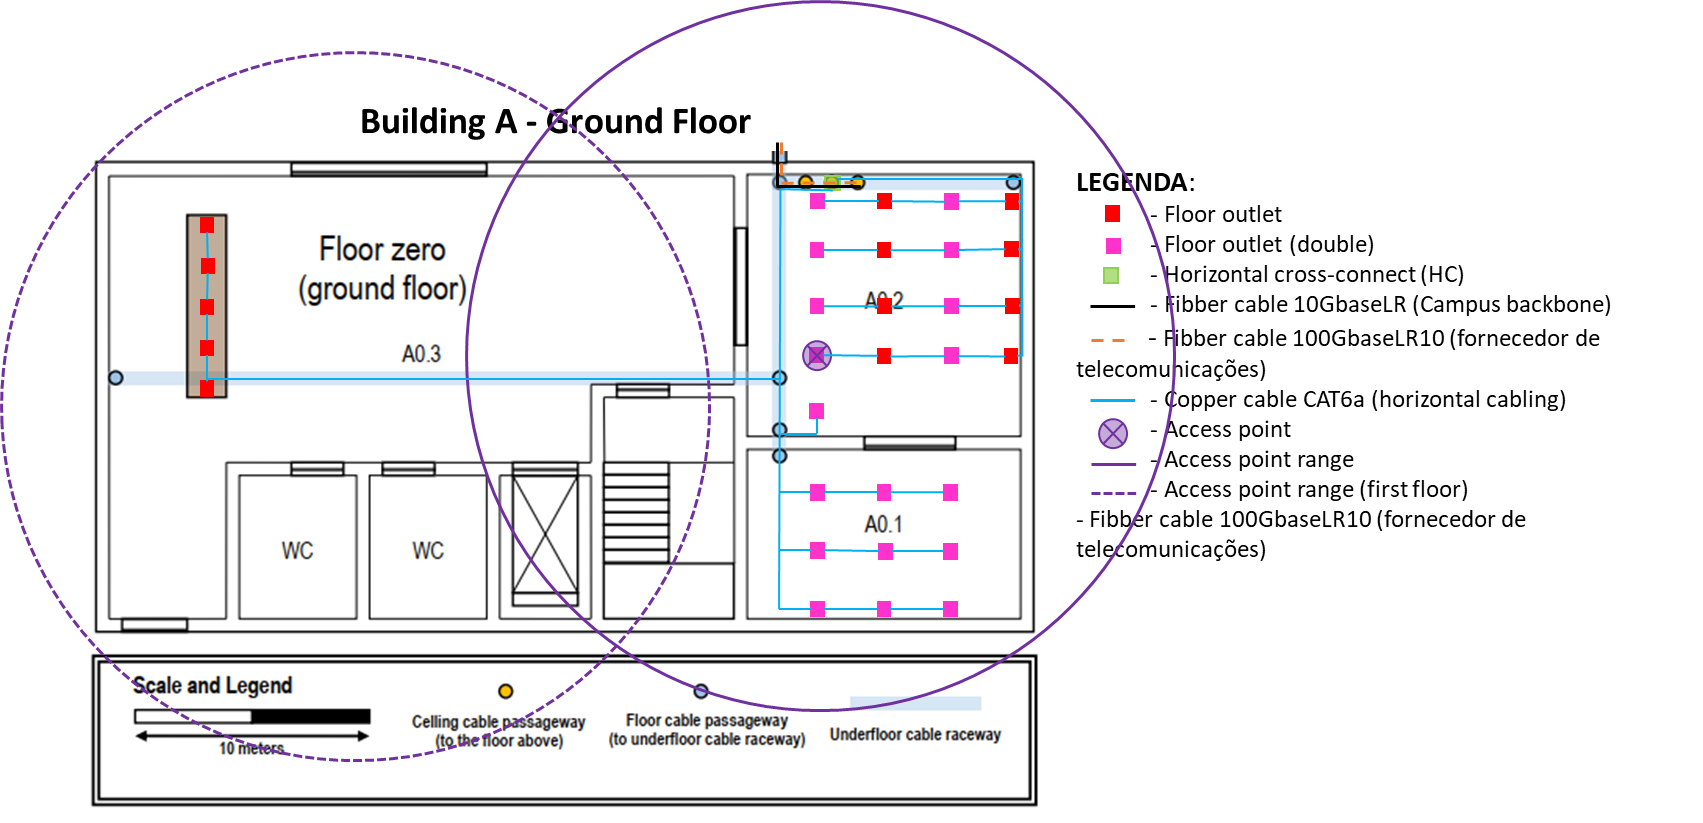 Building A - Ground Floor
Floor zero
(ground floor)
A0.3
A0.2
A0.1
WC
WC
LEGENDA:
- Floor outlet
- Floor outlet (double)
- Horizontal cross-connect (HC)
- Fibber cable 10GbaseLR (Campus backbone)
- Fibber cable 100GbaseLR10 (fornecedor de
telecomunicações)
- Copper cable CAT6a (horizontal cabling)
- Access point
- Access point range
- Access point range (first floor)
- Fibber cable 100GbaseLR10 (fornecedor de
telecomunicações)
Scale and Legend
10 meters
Celling cable passageway
(to the floor above)
Floor cable passageway
(to underfloor cable raceway)
Underfloor cable raceway